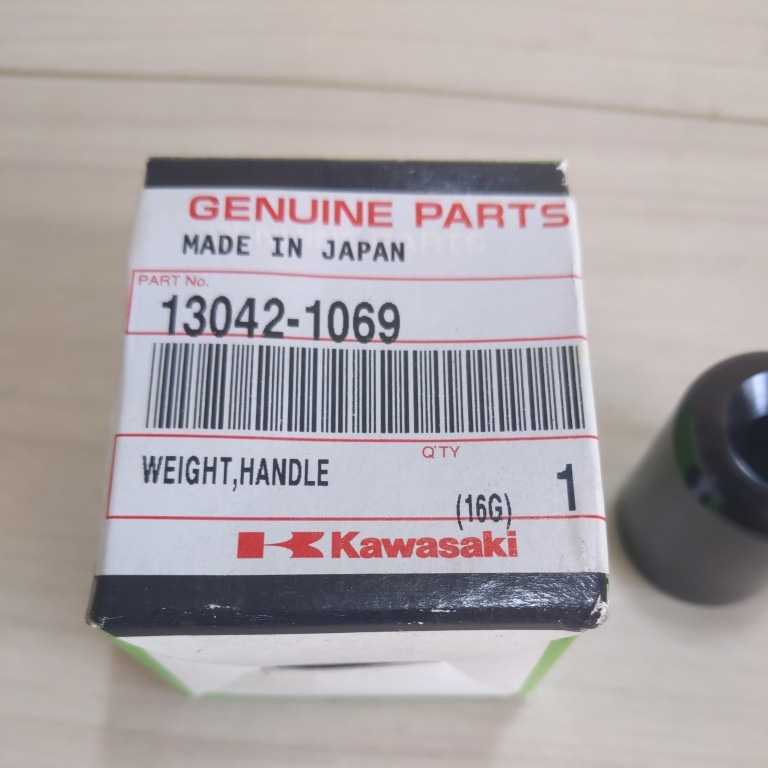 GENUINE PARTS
MADE IN JAPAN
PART No.
13042-1069
WEIGHT,HANDLE
Q'TY
(16G)
1
Kawasaki